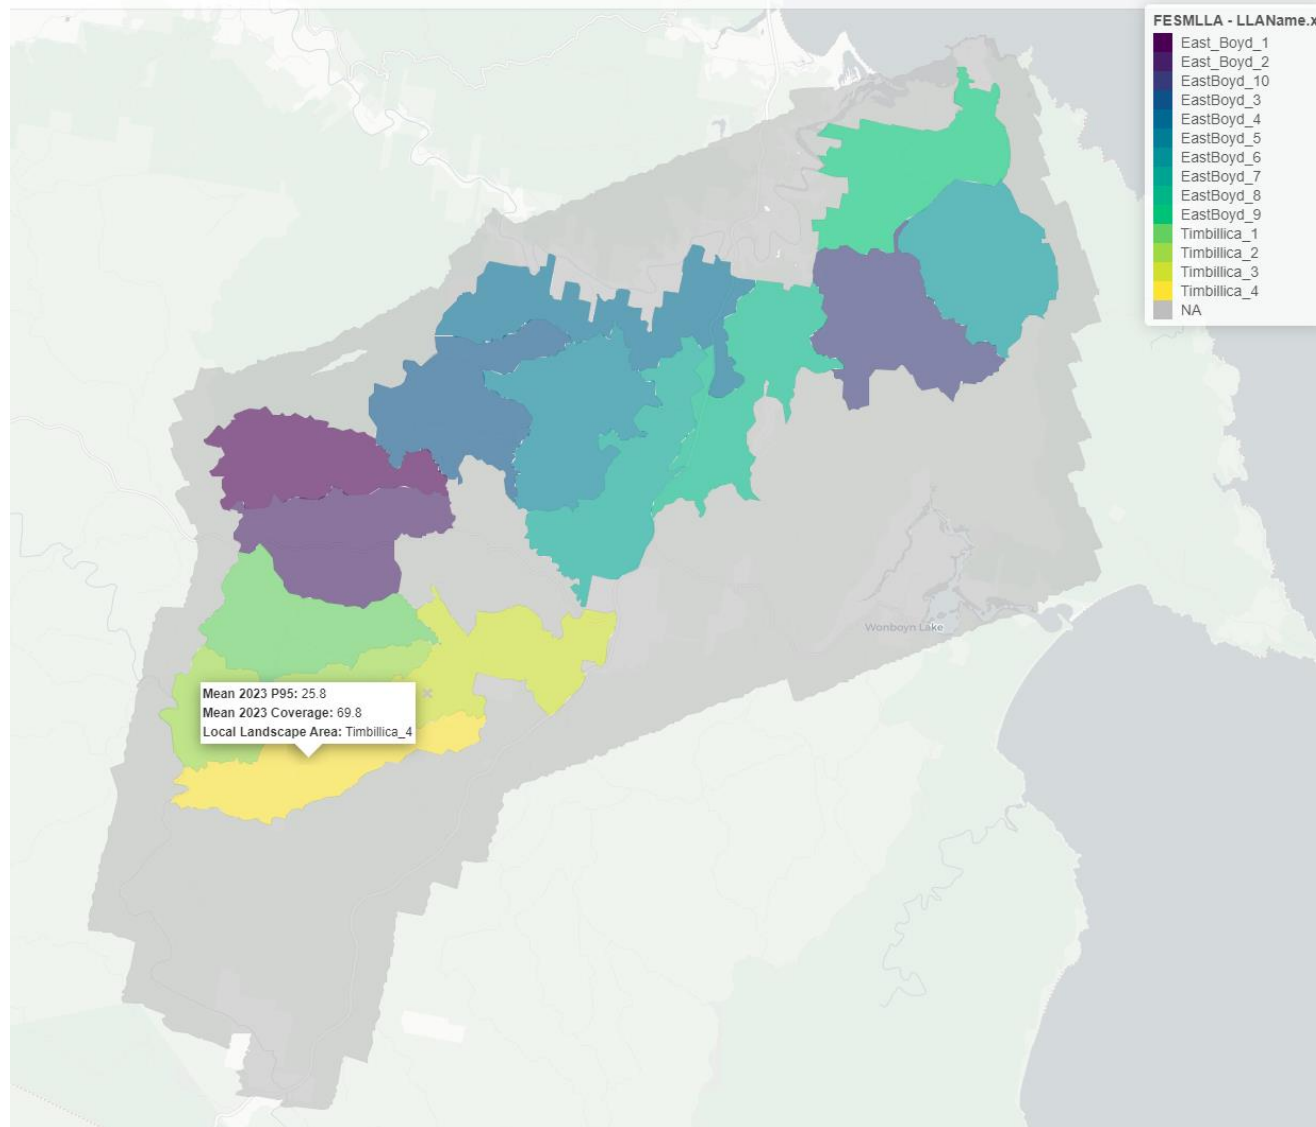 FESMLLA - LLAName.x
East_Boyd_1
East_Boyd_2
EastBoyd_10
EastBoyd_3
EastBoyd_4
EastBoyd_5
EastBoyd_6
EastBoyd_7
EastBoyd_8
EastBoyd_9
Timbillica_1
Timbillica_2
Timbillica_3
Timbillica_4
NA
Wonboyn Lake
Mean 2023 P95: 25.8
Mean 2023 Coverage: 69.8
Local Landscape Area: Timbillica_4